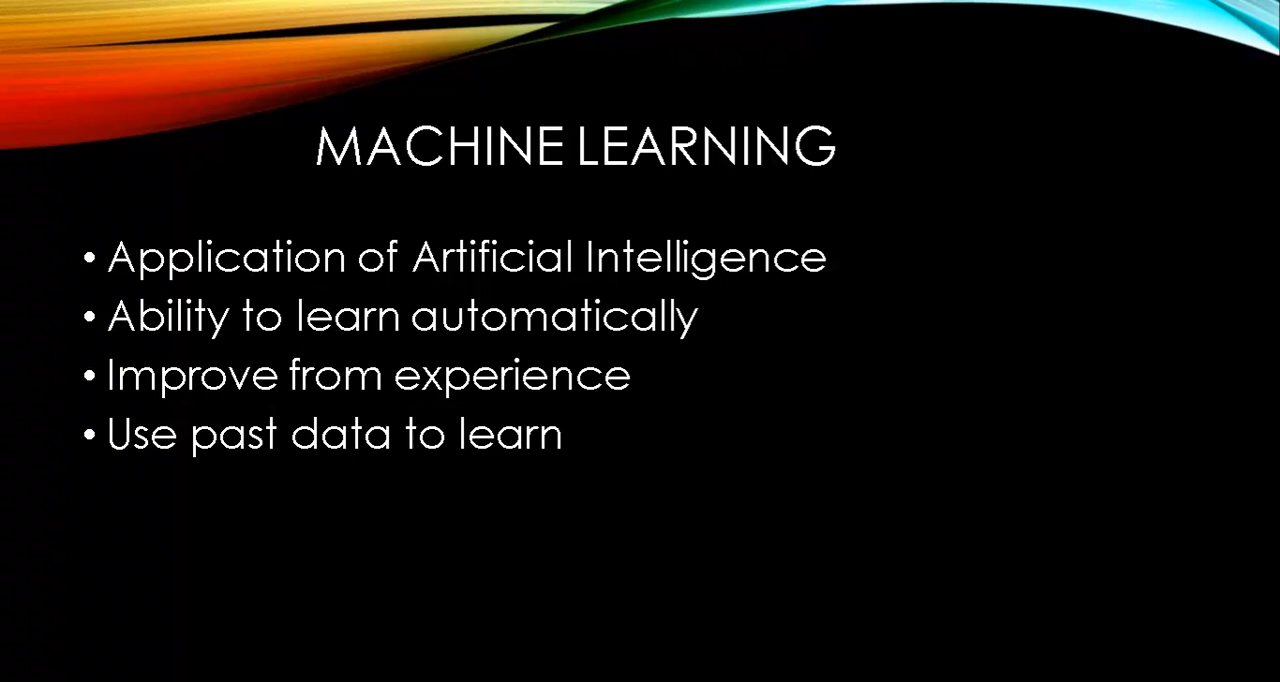 MACHINE LEARNING
• Application of Artificial Intelligence
• Ability to learn automatically
• Improve from experience
• Use past data to learn